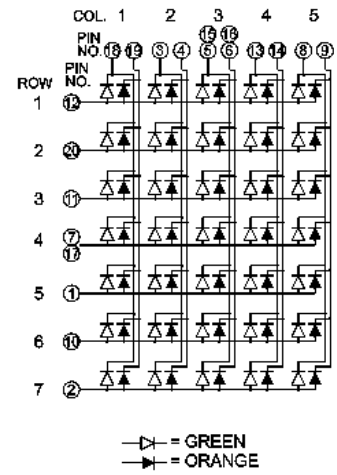 COL. 1 2 3 4 5
15 16
PIN NO. 18 19 3 4 5 6 13 14 8 9
PIN NO.
ROW
1 12
2 20
3 11
4 7
17
5 1
6 10
7 2
= GREEN
= ORANGE